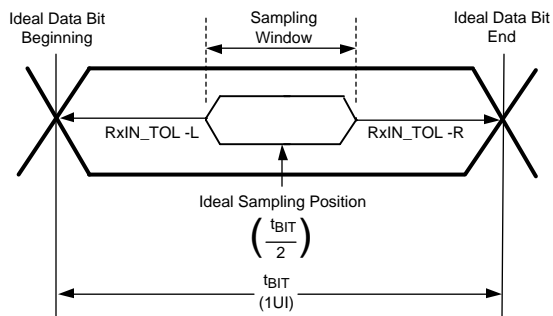 Ideal Data Bit
Beginning
Sampling
Window
Ideal Data Bit
End
RxIN_TOL -L
RxIN_TOL -R
Ideal Sampling Position
(tBIT
2)
tBIT
(1UI)